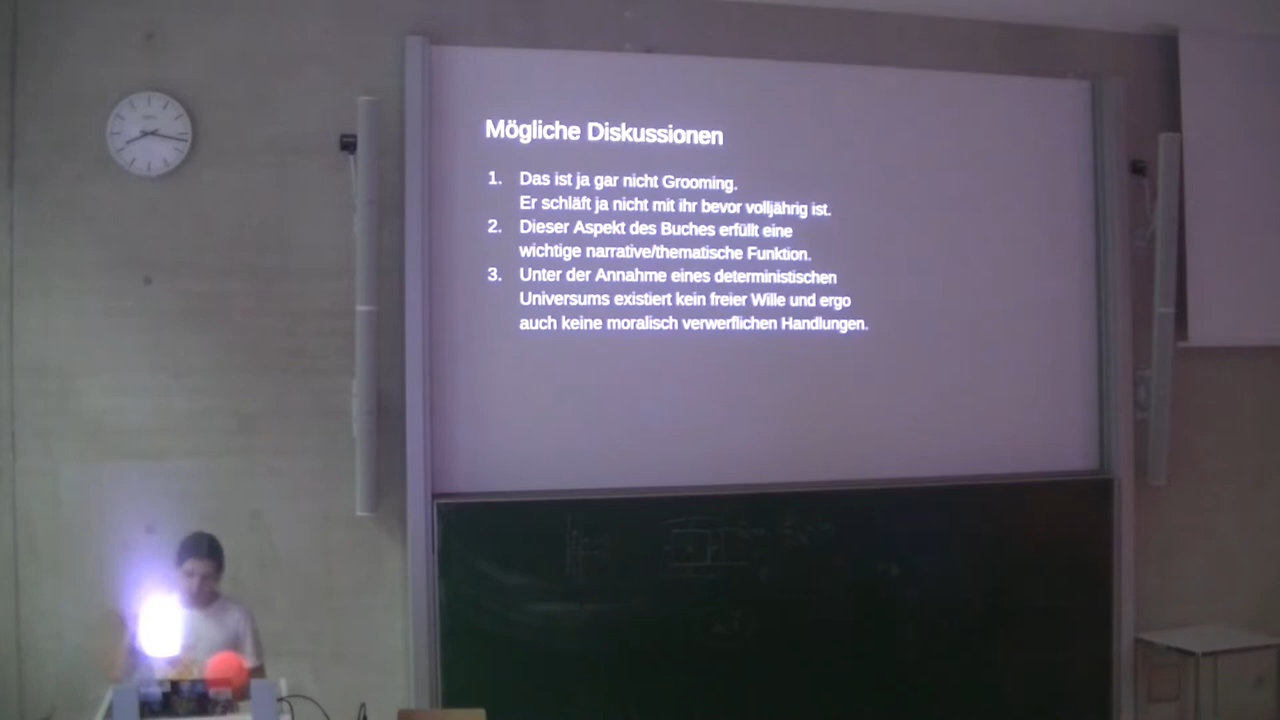 Mögliche Diskussionen
1. Das ist ja gar nicht Grooming.
Er schläft ja nicht mit ihr bevor volljährig ist.
2. Dieser Aspekt des Buches erfüllt eine
wichtige narrative/thematische Funktion.
3. Unter der Annahme eines deterministischen
Universums existiert kein freier Wille und ergo
auch keine moralisch verwerflichen Handlungen.